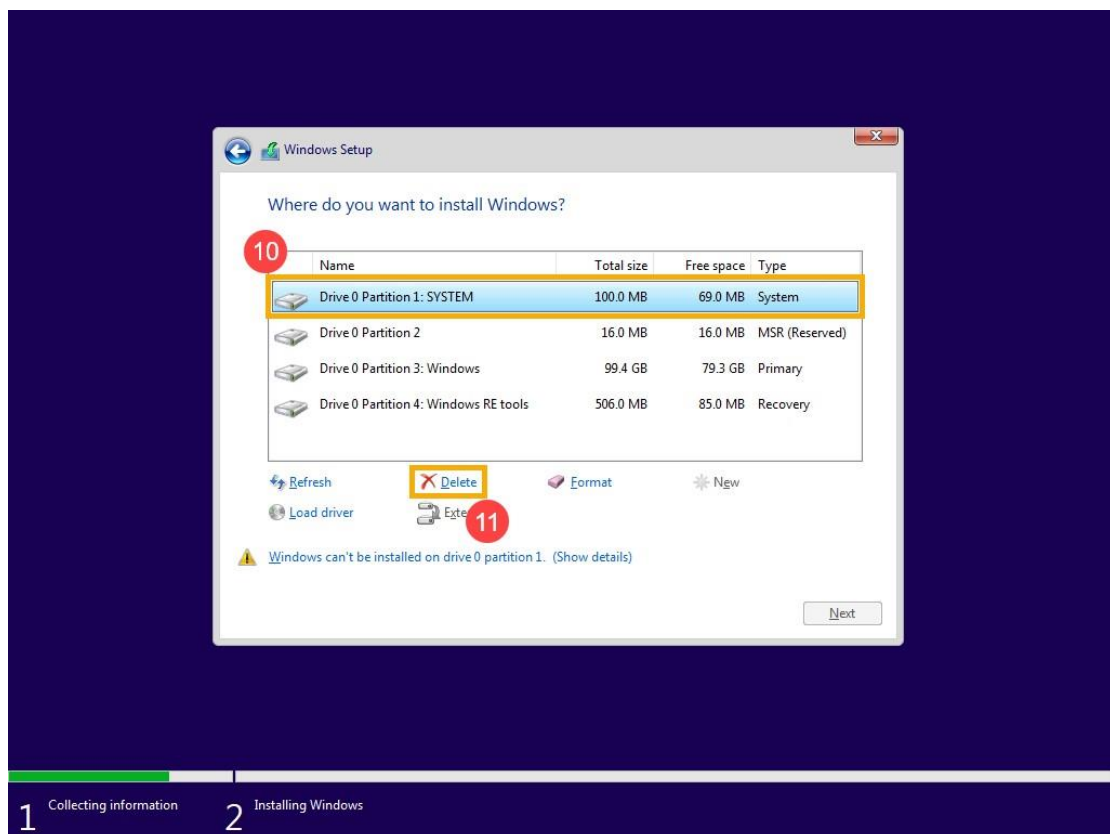 Windows Setup
Where do you want to install Windows?
10
Name Total size Free space Type
Drive 0 Partition 1: SYSTEM 100.0 MB 69.0 MB System
Drive 0 Partition 2 16.0 MB 16.0 MB MSR (Reserved)
Drive 0 Partition 3: Windows 99.4 GB 79.3 GB Primary
Drive 0 Partition 4: Windows RE tools 506.0 MB 85.0 MB Recovery
Refresh Delete Format New
Load driver
11
Windows can't be installed on drive 0 partition 1. (Show details)
Next
1 Collecting information 2 Installing Windows